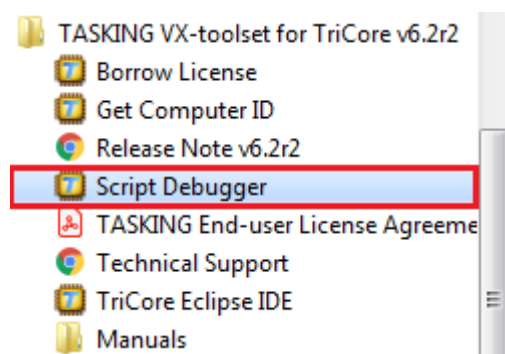 TASKING VX-toolset for TriCore v6.2r2
Borrow License
Get Computer ID
Release Note v6.2r2
Script Debugger
TASKING End-user License Agreeme
Technical Support
TriCore Eclipse IDE
Manuals